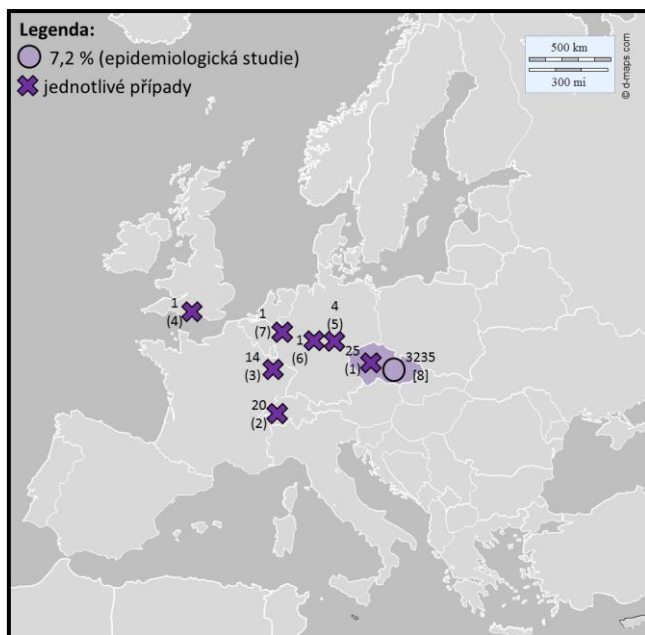 Legenda:
7,2 % (epidemiologická studie)
jednotlivé případy
500 km
300 mi
© d-maps.com
1
(4)
1
(7)
4
(5)
1
(6)
14
(3)
25
(1)
3235
[8]
20
(2)